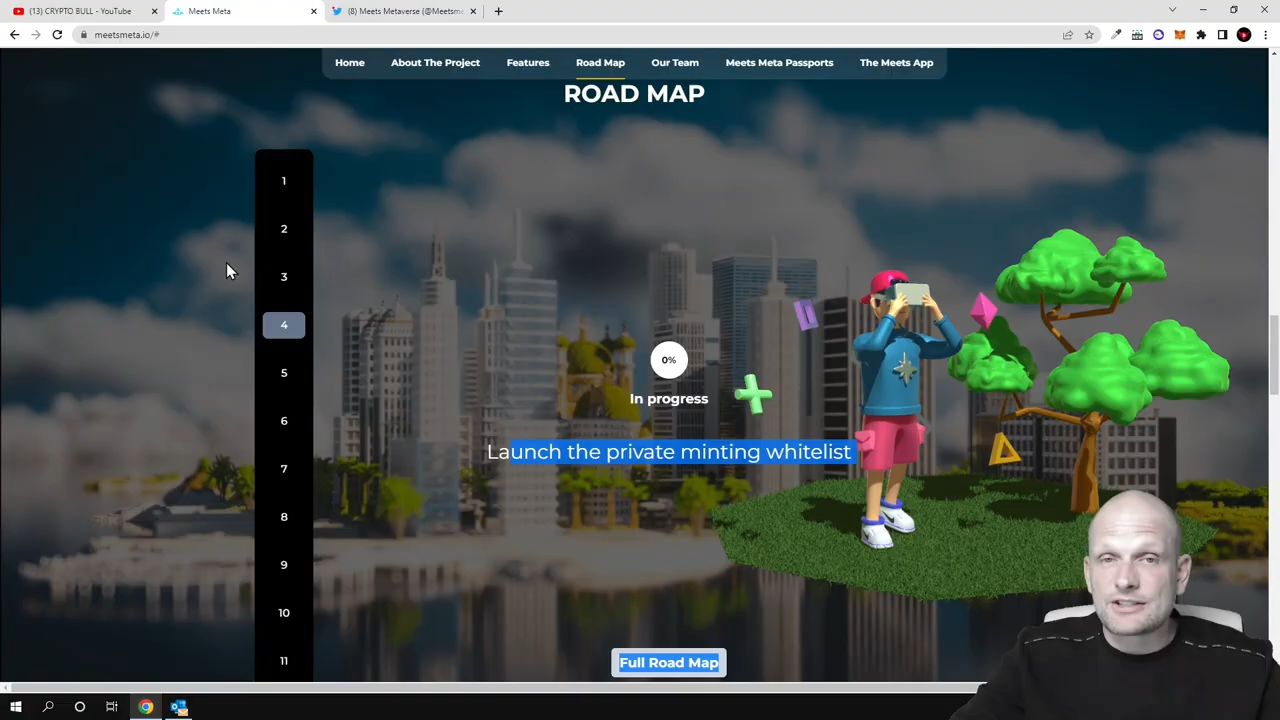 (13) CRYPTO BULL - YouTube
Meets Meta
(8) Meets Metaverse (@Meetsme
meetsmeta.io/#
Home
About The Project
Features
Road Map
Our Team
Meets Meta Passports
The Meets App
ROAD MAP
1
2
3
4
5
6
7
8
9
10
11
0%
In progress
Launch the private minting whitelist
Full Road Map